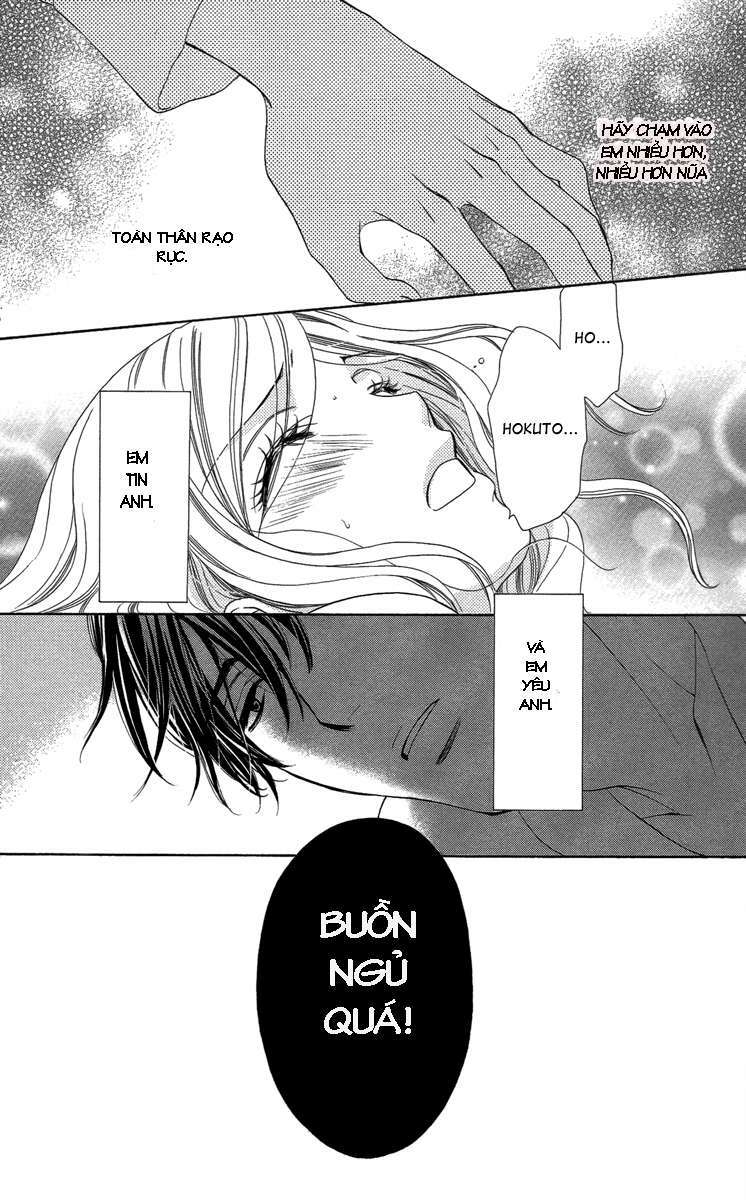 HÃY CHẠM VÀO
EM NHIỀU HƠN,
NHIỀU HƠN NŨA
TOÀN THÂN RẠO
RỰC.
HO...
HOKUTO...
EM
TIN
ANH.
VÀ
EM
YÊU
ANH.
BUỒN
NGỦ
QUÁ!